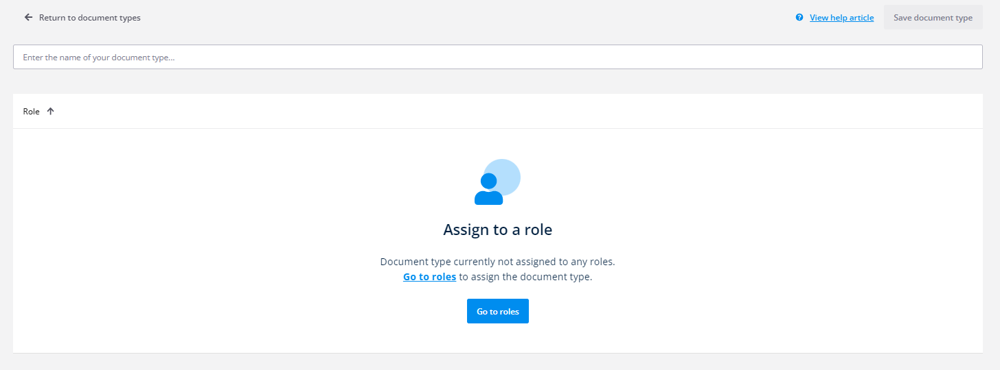 Return to document types
View help article
Save document type
Enter the name of your document type...
Role
Assign to a role
Document type currently not assigned to any roles.
Go to roles to assign the document type.
Go to roles